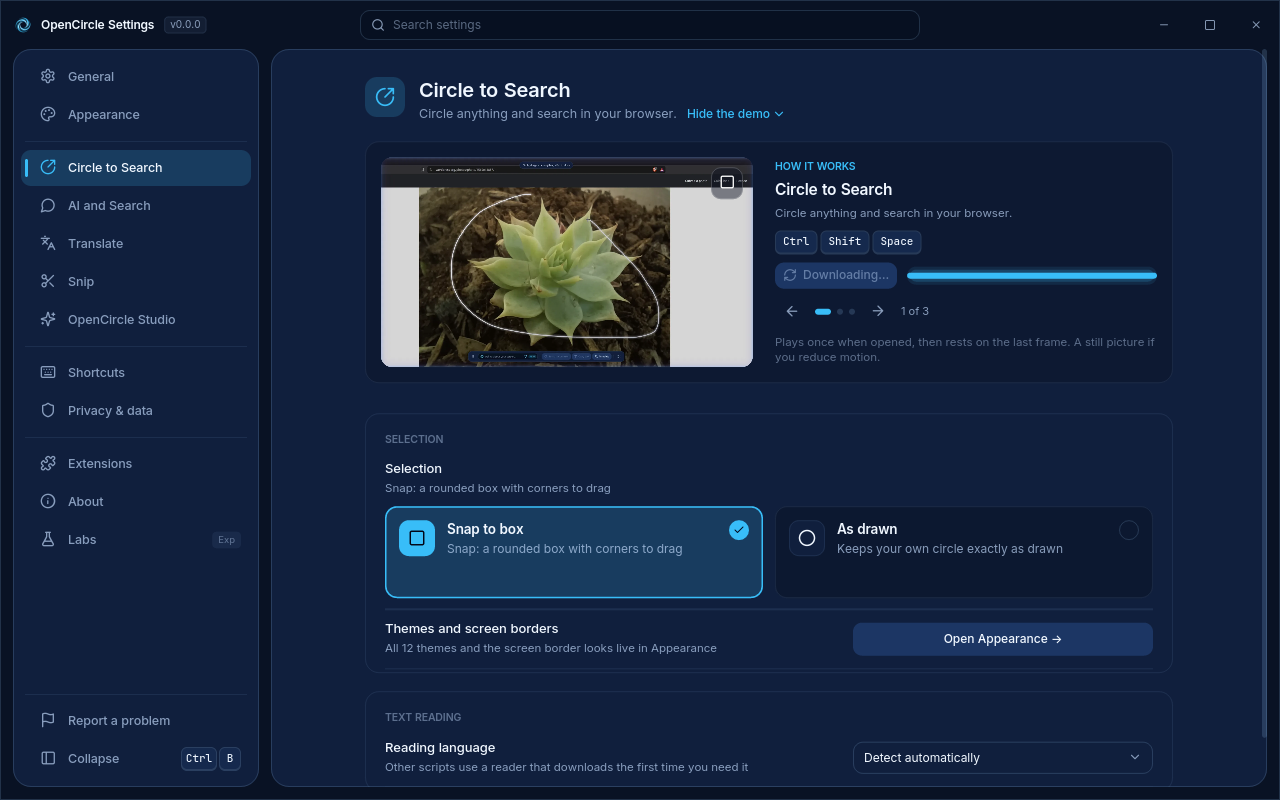 OpenCircle Settings
v0.0.0
Search settings
General
Appearance
Circle to Search
AI and Search
Translate
Snip
OpenCircle Studio
Shortcuts
Privacy & data
Extensions
About
Labs
Exp
Report a problem
Collapse
Ctrl B
Circle to Search
Circle anything and search in your browser. Hide the demo
HOW IT WORKS
Circle to Search
Circle anything and search in your browser.
Ctrl Shift Space
Downloading...
1 of 3
Plays once when opened, then rests on the last frame. A still picture if
you reduce motion.
SELECTION
Selection
Snap: a rounded box with corners to drag
Snap to box
Snap: a rounded box with corners to drag
As drawn
Keeps your own circle exactly as drawn
Themes and screen borders
All 12 themes and the screen border looks live in Appearance
Open Appearance →
TEXT READING
Reading language
Other scripts use a reader that downloads the first time you need it
Detect automatically